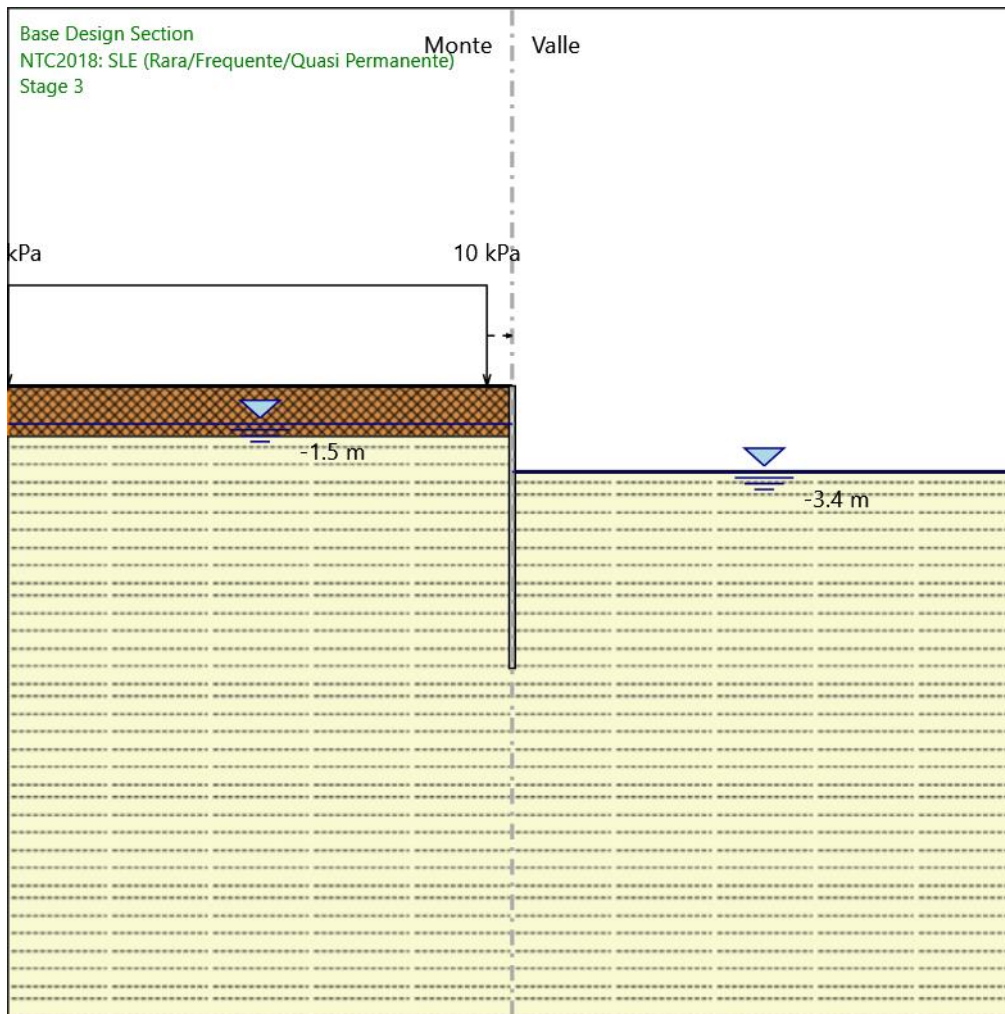 Base Design Section
Monte Valle
NTC2018: SLE (Rara/Frequente/Quasi Permanente)
Stage 3
kPa 10 kPa
-1.5 m
-3.4 m